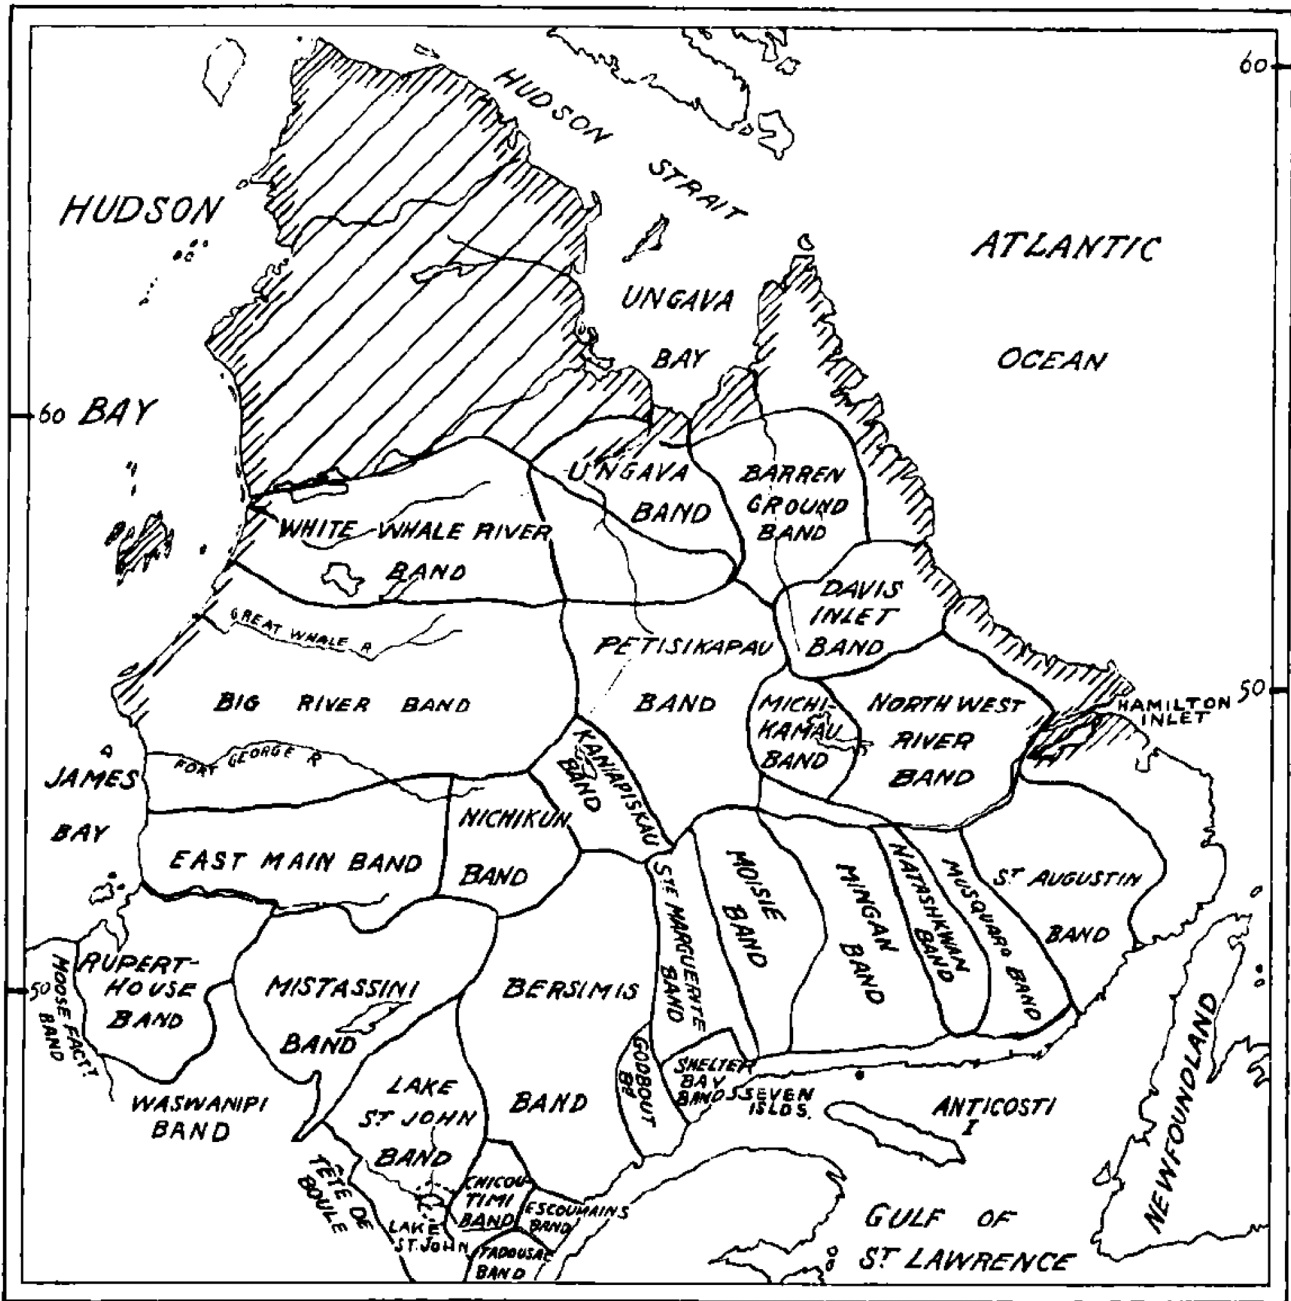 60
HUDSON
STRAIT
HUDSON
BAY
ATLANTIC
OCEAN
UNGAVA
BAY
60
UNGAVA
BAND
BARREN
GROUND
BAND
WHITE WHALE RIVER
BAND
DAVIS
INLET
BAND
GREAT WHALE R
PETISIKAPAU
BAND
BIG RIVER BAND
MICHI-
KAMAU
BAND
NORTH WEST
RIVER
BAND
50
HAMILTON
INLET
FORT GEORGE R
KANIAPISKAU
BAND
JAMES
BAY
NICHIKUN
BAND
EAST MAIN BAND
STE MARGUERITE
BAND
MOISIE
BAND
MINGAN
BAND
NATASHKWAN
BAND
MUSQUARO BAND
ST AUGUSTIN
BAND
MOOSE FACTY
BAND
RUPERT-
HOUSE
BAND
50
MISTASSINI
BAND
BERSIMIS
BAND
GODBOUT
BD
SHELTER
BAY
BAND
SEVEN
ISLDS.
ANTICOSTI
I
NEWFOUNDLAND
WASWANIPI
BAND
LAKE
ST JOHN
BAND
TÊTE DE
BOULE
LAKE
ST JOHN
CHICOU-
TIMI
BAND
ESCOUMAINS
BAND
TADOUSAC
BAND
GULF OF
ST LAWRENCE